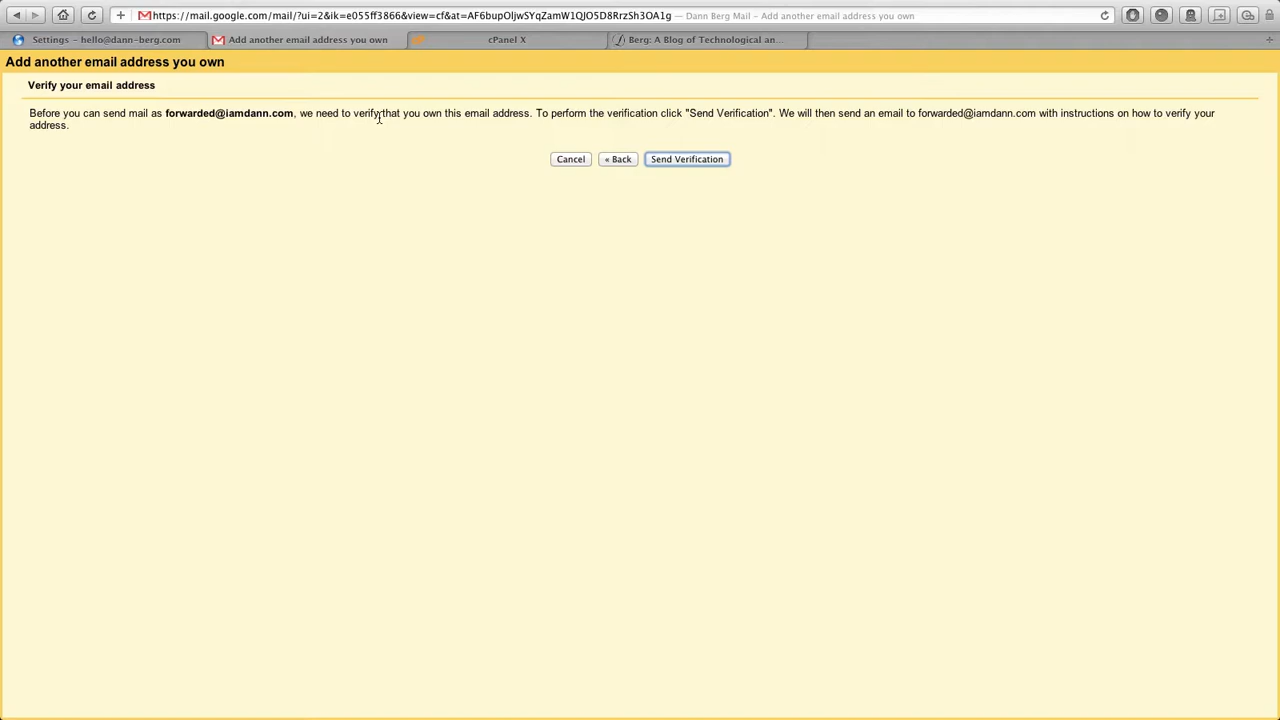 https://mail.google.com/mail/?ui=2&ik=e055ff3866&view=cf&at=AF6bupOljwSYqZamW1QJO5D8RrzSh3OA1g — Dann Berg Mail – Add another email address you own
Settings – hello@dann-berg.com
Add another email address you own
cPanel X
Berg: A Blog of Technological an...
Add another email address you own
Verify your email address
Before you can send mail as forwarded@iamdann.com, we need to verify that you own this email address. To perform the verification click "Send Verification". We will then send an email to forwarded@iamdann.com with instructions on how to verify your
address.
Cancel
« Back
Send Verification